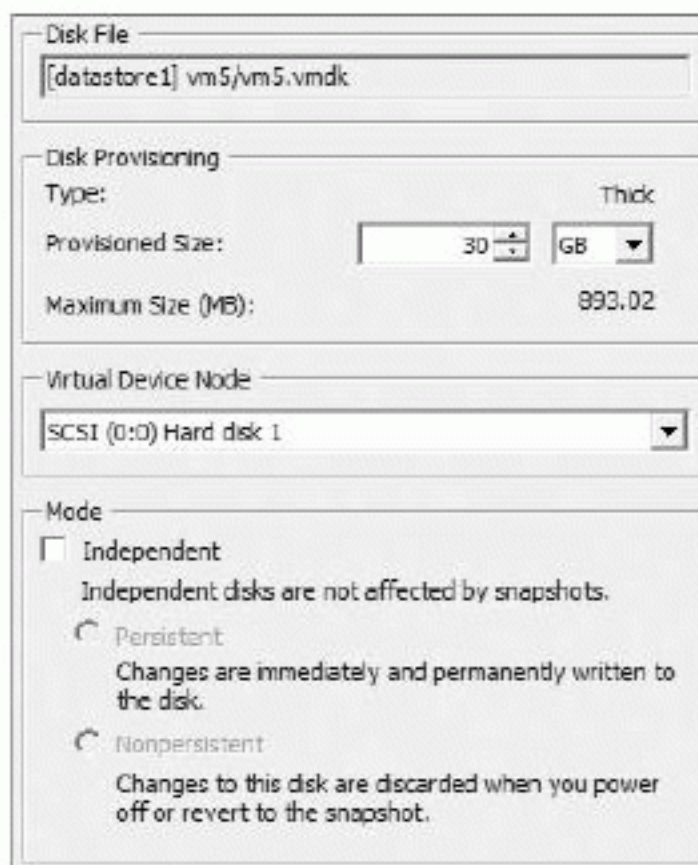 Disk File
[datastore1] vm5/vm5.vmdk
Disk Provisioning
Type: Thick
Provisioned Size: 30 GB
Maximum Size (MB): 893.02
Virtual Device Node
SCSI (0:0) Hard disk 1
Mode
Independent
Independent disks are not affected by snapshots.
Persistent
Changes are immediately and permanently written to
the disk.
Nonpersistent
Changes to this disk are discarded when you power
off or revert to the snapshot.